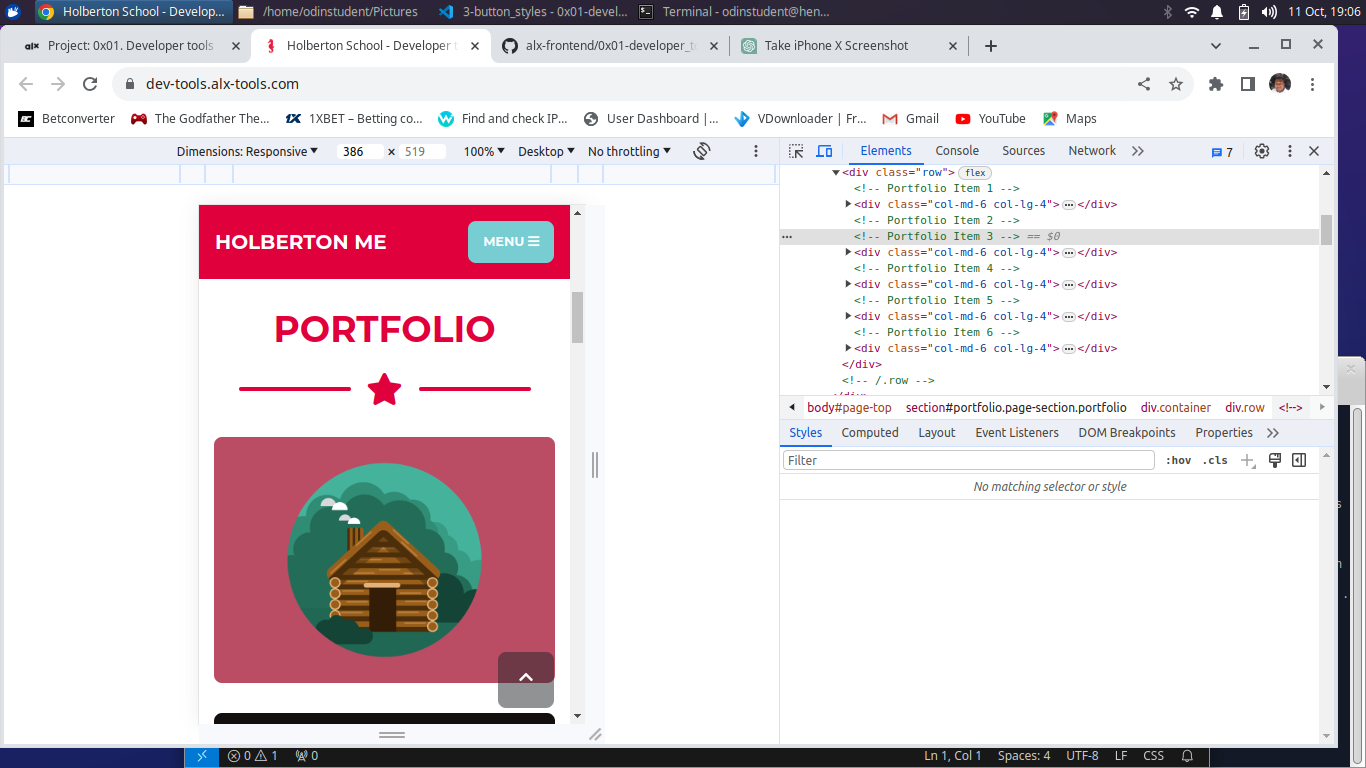 Holberton School - Develop...
/home/odinstudent/Pictures
3-button_styles - 0x01-devel...
Terminal - odinstudent@hen...
11 Oct, 19:06
alx Project: 0x01. Developer tools
Holberton School - Developer t
alx-frontend/0x01-developer_t
Take iPhone X Screenshot
dev-tools.alx-tools.com
BC Betconverter
The Godfather The...
1X 1XBET – Betting co...
Find and check IP...
User Dashboard |...
VDownloader | Fr...
Gmail
YouTube
Maps
Dimensions: Responsive
386 × 519
100%
Desktop
No throttling
Elements
Console
Sources
Network
7
HOLBERTON ME
MENU
PORTFOLIO
<div class="row"> flex
<!-- Portfolio Item 1 -->
<div class="col-md-6 col-lg-4"> ... </div>
<!-- Portfolio Item 2 -->
... <!-- Portfolio Item 3 --> == $0
<div class="col-md-6 col-lg-4"> ... </div>
<!-- Portfolio Item 4 -->
<div class="col-md-6 col-lg-4"> ... </div>
<!-- Portfolio Item 5 -->
<div class="col-md-6 col-lg-4"> ... </div>
<!-- Portfolio Item 6 -->
<div class="col-md-6 col-lg-4"> ... </div>
</div>
<!-- /.row -->
body#page-top
section#portfolio.page-section.portfolio
div.container
div.row
<!-->
Styles
Computed
Layout
Event Listeners
DOM Breakpoints
Properties
Filter
:hov
.cls
No matching selector or style
0
1
0
Ln 1, Col 1
Spaces: 4
UTF-8
LF
CSS